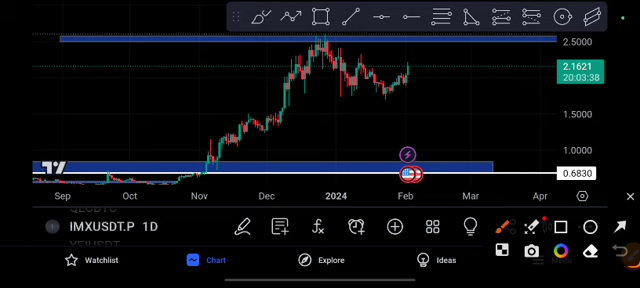 2.5000
2.1621
20:03:38
1.5000
1.0000
0.6830
Sep Oct Nov Dec 2024 Feb Mar Apr
IMXUSDT.P 1D
Watchlist Chart Explore Ideas